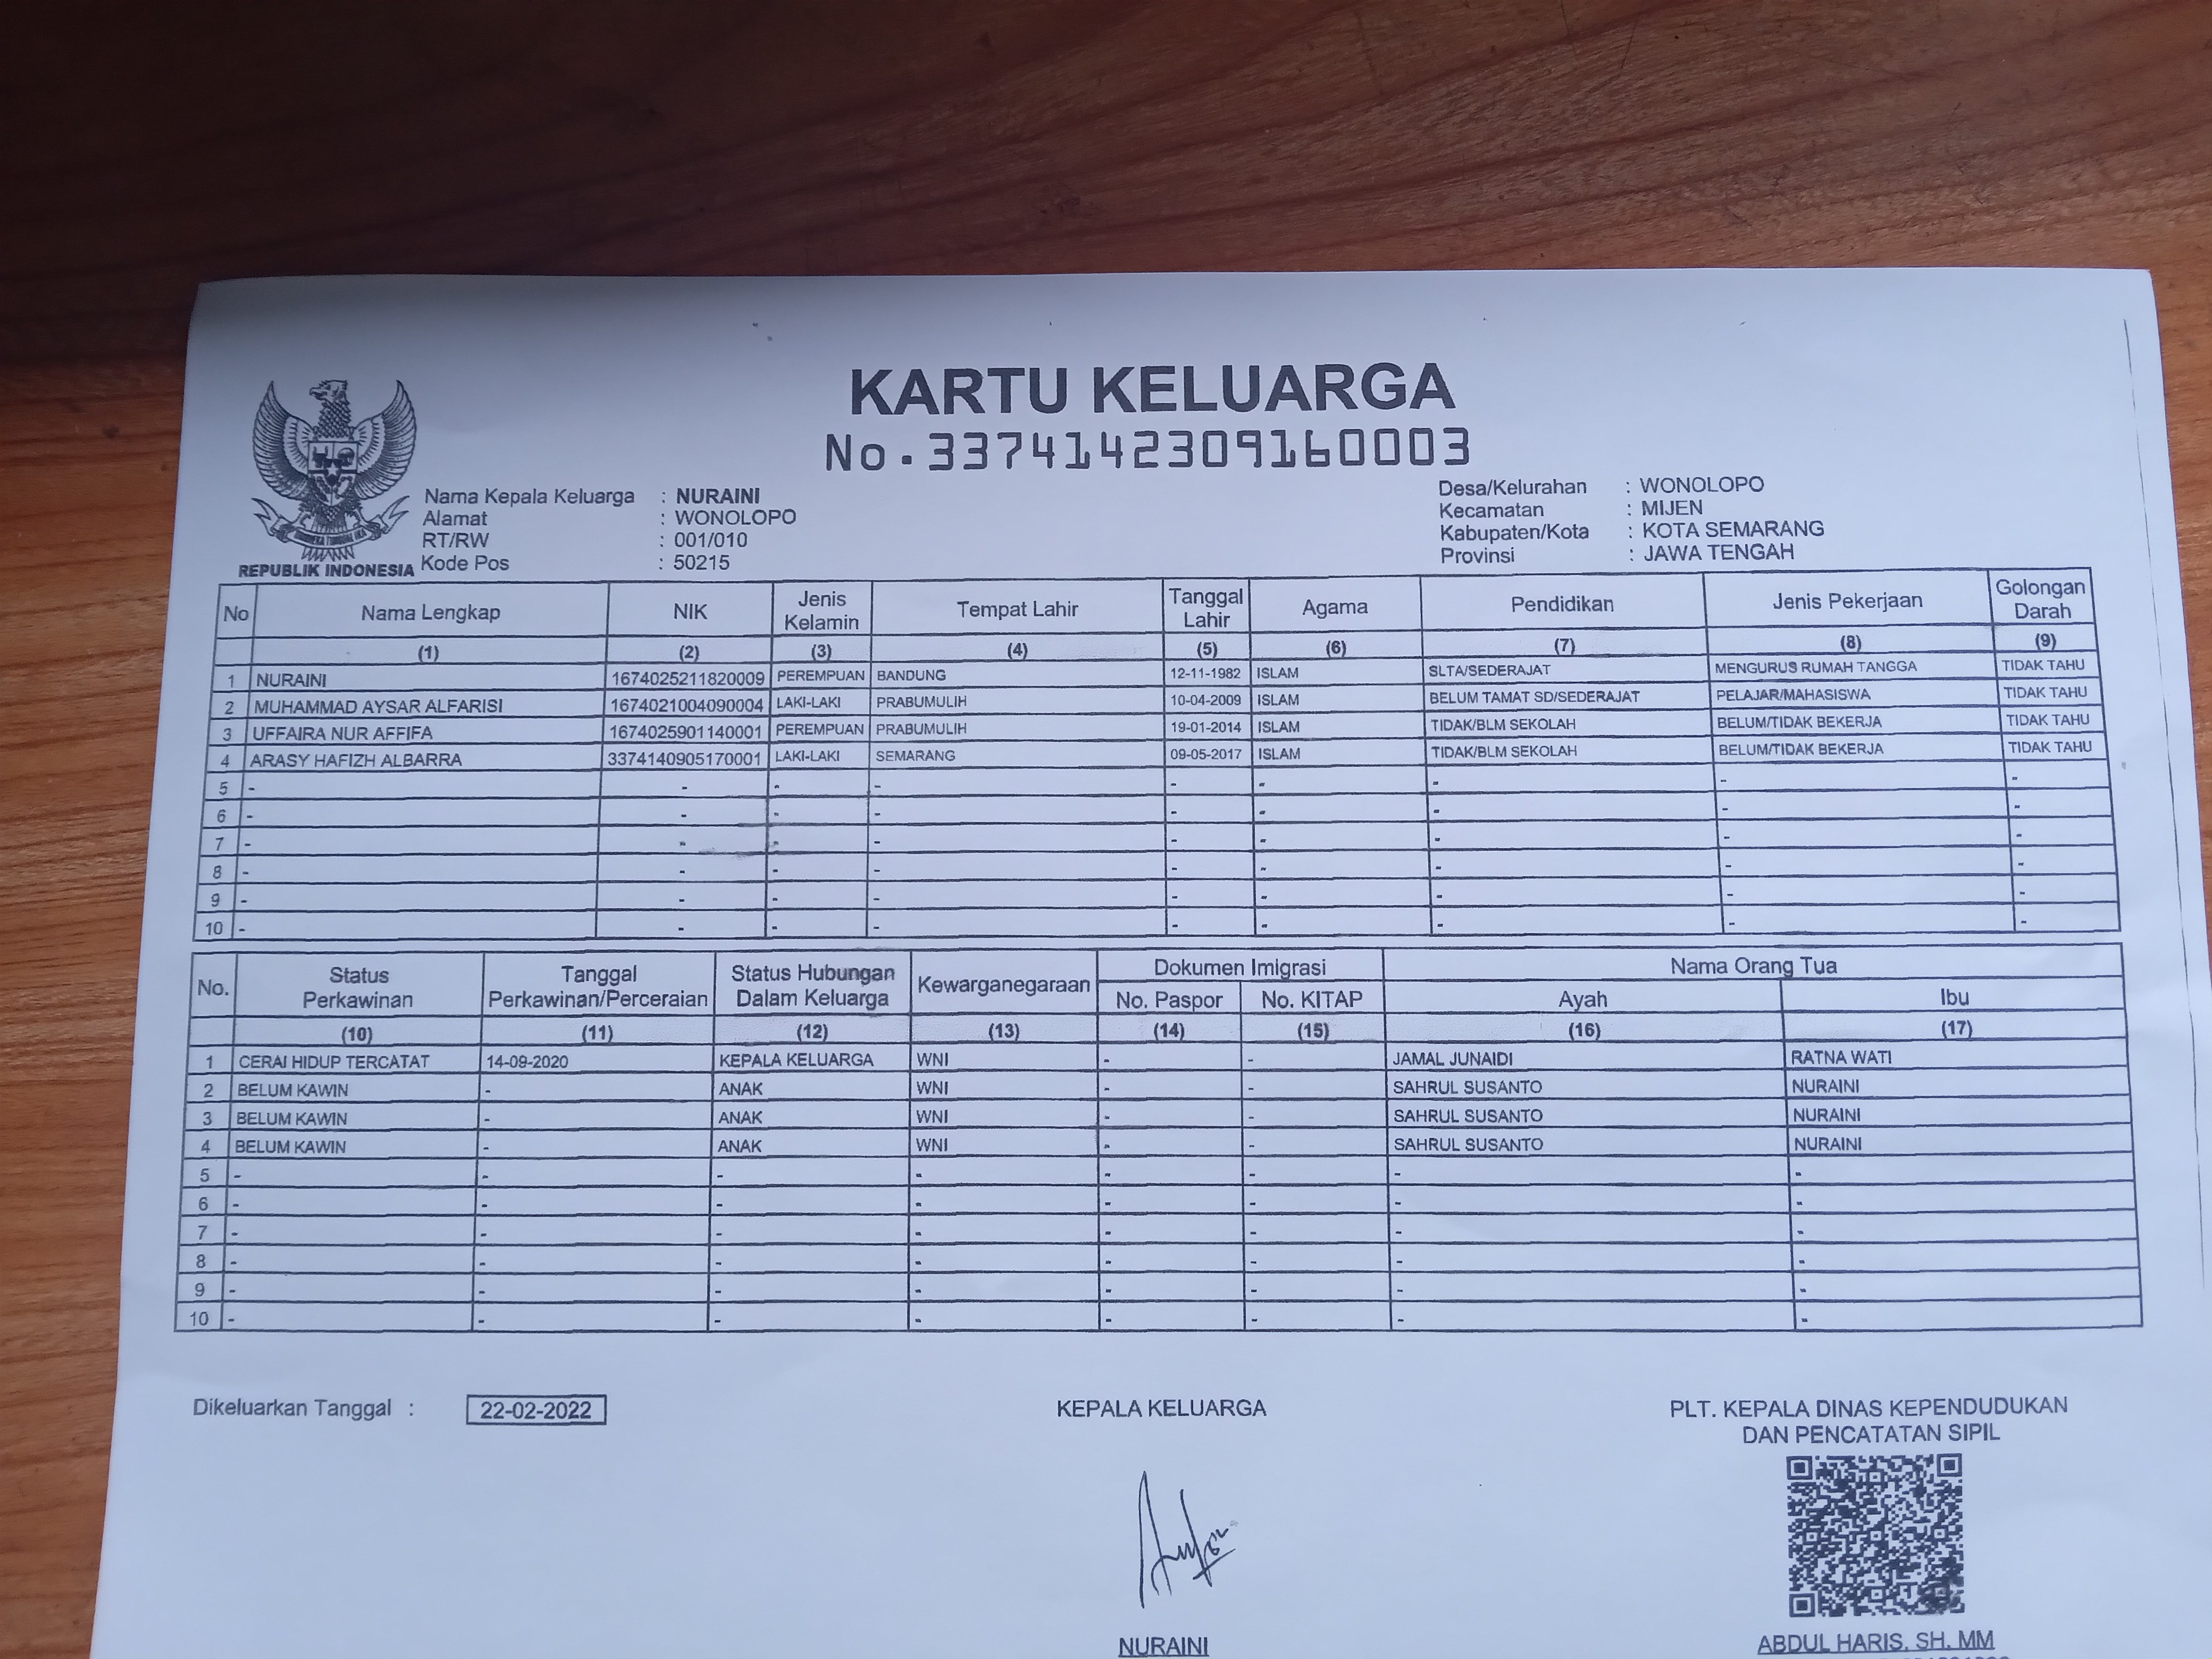 KARTU KELUARGA
No.3374142309160003
REPUBLIK INDONESIA
Nama Kepala Keluarga : NURAINI
Alamat : WONOLOPO
RT/RW : 001/010
Kode Pos : 50215
Desa/Kelurahan : WONOLOPO
Kecamatan : MIJEN
Kabupaten/Kota : KOTA SEMARANG
Provinsi : JAWA TENGAH
No Nama Lengkap NIK Jenis Kelamin Tempat Lahir Tanggal Lahir Agama Pendidikan Jenis Pekerjaan Golongan Darah
(1) (2) (3) (4) (5) (6) (7) (8) (9)
1 NURAINI 1674025211820009 PEREMPUAN BANDUNG 12-11-1982 ISLAM SLTA/SEDERAJAT MENGURUS RUMAH TANGGA TIDAK TAHU
2 MUHAMMAD AYSAR ALFARISI 1674021004090004 LAKI-LAKI PRABUMULIH 10-04-2009 ISLAM BELUM TAMAT SD/SEDERAJAT PELAJAR/MAHASISWA TIDAK TAHU
3 UFFAIRA NUR AFFIFA 1674025901140001 PEREMPUAN PRABUMULIH 19-01-2014 ISLAM TIDAK/BLM SEKOLAH BELUM/TIDAK BEKERJA TIDAK TAHU
4 ARASY HAFIZH ALBARRA 3374140905170001 LAKI-LAKI SEMARANG 09-05-2017 ISLAM TIDAK/BLM SEKOLAH BELUM/TIDAK BEKERJA TIDAK TAHU
5 - - - - - - - - -
6 - - - - - - - - -
7 - - - - - - - - -
8 - - - - - - - - -
9 - - - - - - - - -
10 - - - - - - - - -
No. Status Perkawinan Tanggal Perkawinan/Perceraian Status Hubungan Dalam Keluarga Kewarganegaraan Dokumen Imigrasi Nama Orang Tua
No. Paspor No. KITAP Ayah Ibu
(10) (11) (12) (13) (14) (15) (16) (17)
1 CERAI HIDUP TERCATAT 14-09-2020 KEPALA KELUARGA WNI - - JAMAL JUNAIDI RATNA WATI
2 BELUM KAWIN - ANAK WNI - - SAHRUL SUSANTO NURAINI
3 BELUM KAWIN - ANAK WNI - - SAHRUL SUSANTO NURAINI
4 BELUM KAWIN - ANAK WNI - - SAHRUL SUSANTO NURAINI
5 - - - - - - - -
6 - - - - - - - -
7 - - - - - - - -
8 - - - - - - - -
9 - - - - - - - -
10 - - - - - - - -
Dikeluarkan Tanggal : 22-02-2022
KEPALA KELUARGA
NURAINI
PLT. KEPALA DINAS KEPENDUDUKAN
DAN PENCATATAN SIPIL
ABDUL HARIS, SH.MM